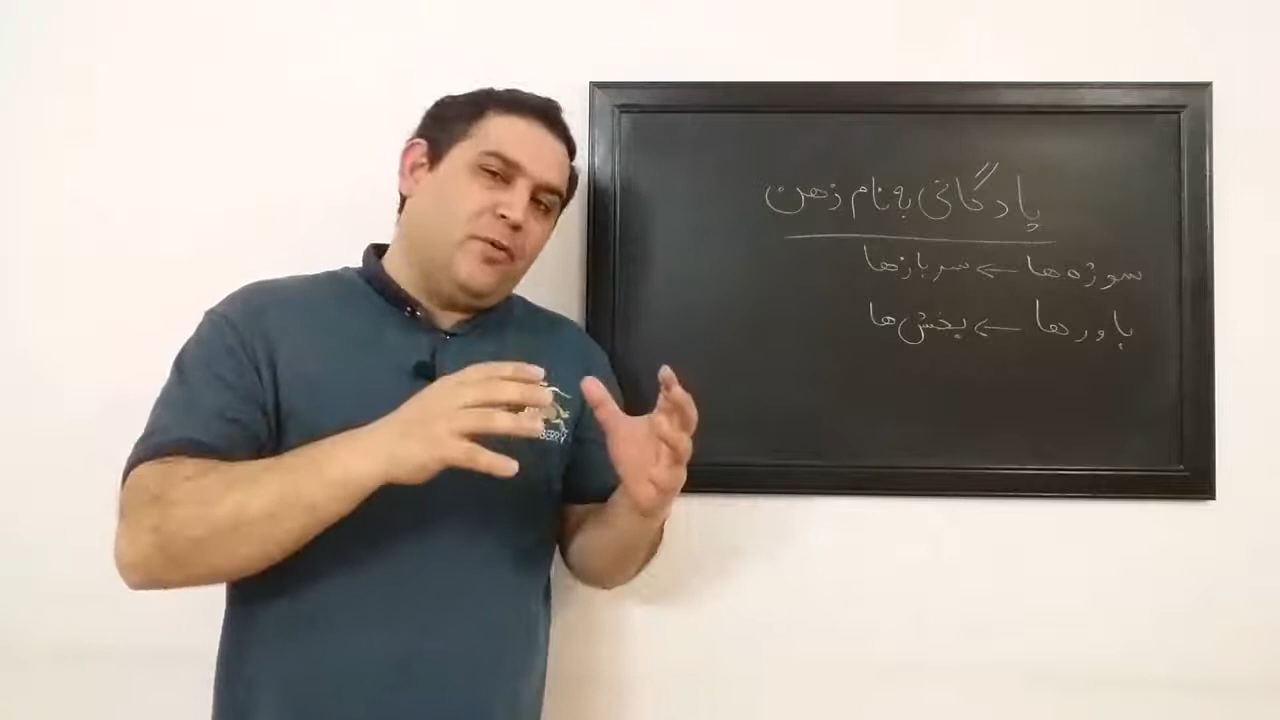 پادگانی به نام ذهن
سوژه ها ← سربازها
باورها ← بخش ها